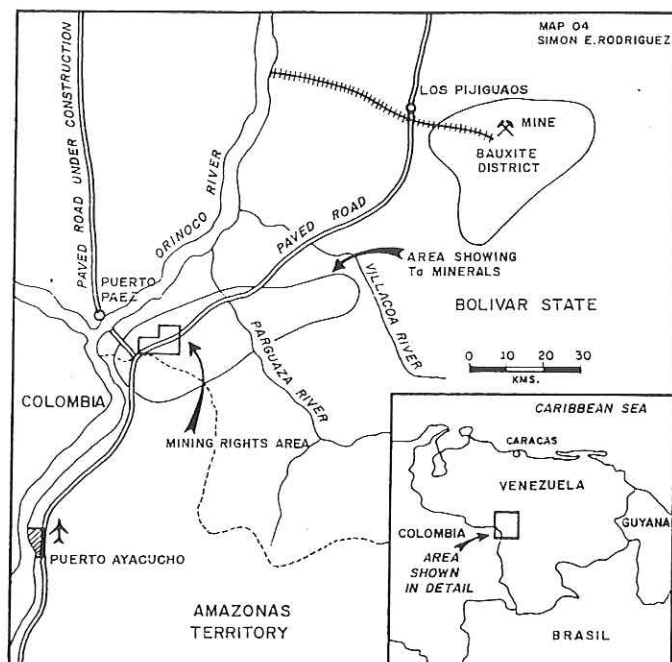 MAP 04
SIMON E. RODRIGUEZ
PAVED ROAD UNDER CONSTRUCTION
ORINOCO RIVER
LOS PIJIGUAOS
MINE
BAUXITE
DISTRICT
PAVED ROAD
AREA SHOWING
Ta MINERALS
PUERTO
PAEZ
VILLACOA RIVER
BOLIVAR STATE
PARGUAZA RIVER
0 10 20 30
KMS.
COLOMBIA
MINING RIGHTS AREA
PUERTO AYACUCHO
AMAZONAS
TERRITORY
CARIBBEAN SEA
CARACAS
VENEZUELA
GUYANA
COLOMBIA
AREA
SHOWN
IN DETAIL
BRASIL